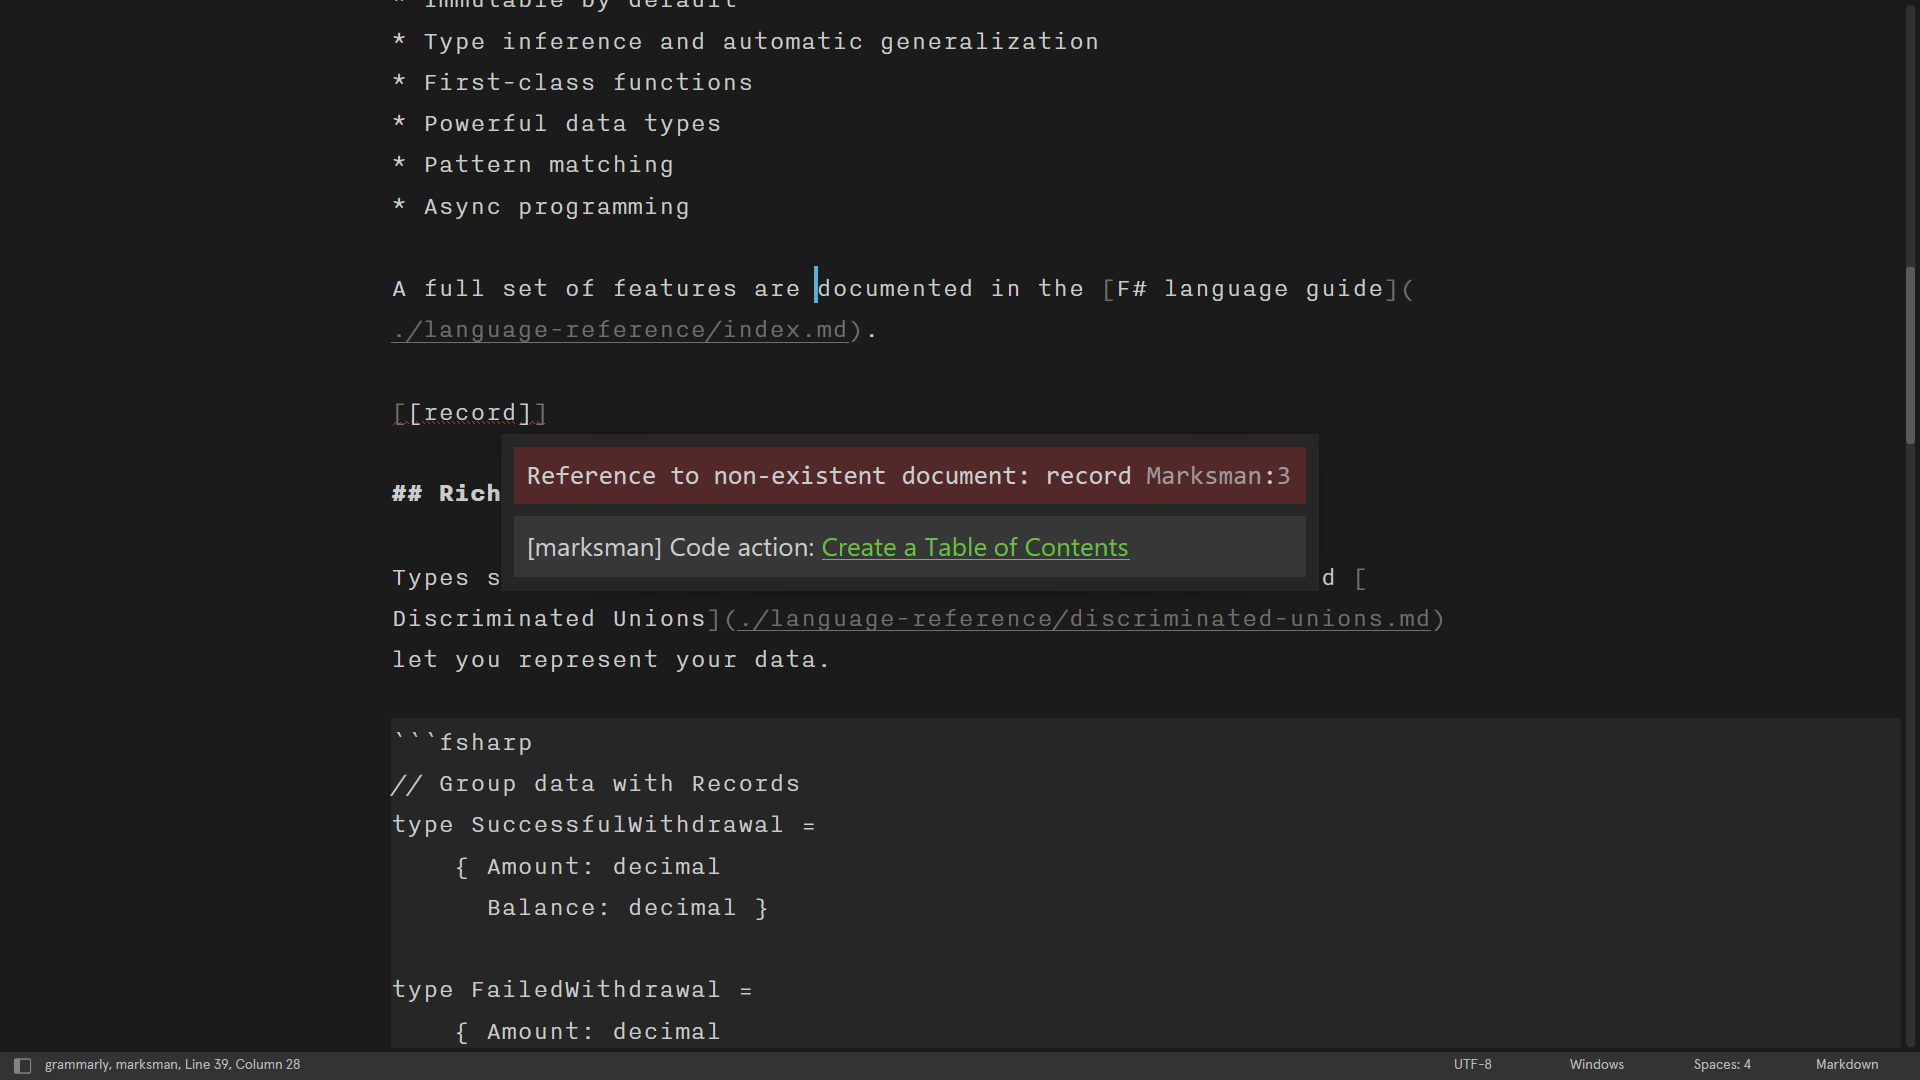 * Immutable by default
* Type inference and automatic generalization
* First-class functions
* Powerful data types
* Pattern matching
* Async programming
A full set of features are documented in the [F# language guide](
./language-reference/index.md).
[[record]]
Reference to non-existent document: record Marksman:3
## Rich
[marksman] Code action: Create a Table of Contents
Types s d [
Discriminated Unions](./language-reference/discriminated-unions.md)
let you represent your data.
```fsharp
// Group data with Records
type SuccessfulWithdrawal =
{ Amount: decimal
Balance: decimal }
type FailedWithdrawal =
{ Amount: decimal
grammarly, marksman, Line 39, Column 28 UTF-8 Windows Spaces: 4 Markdown